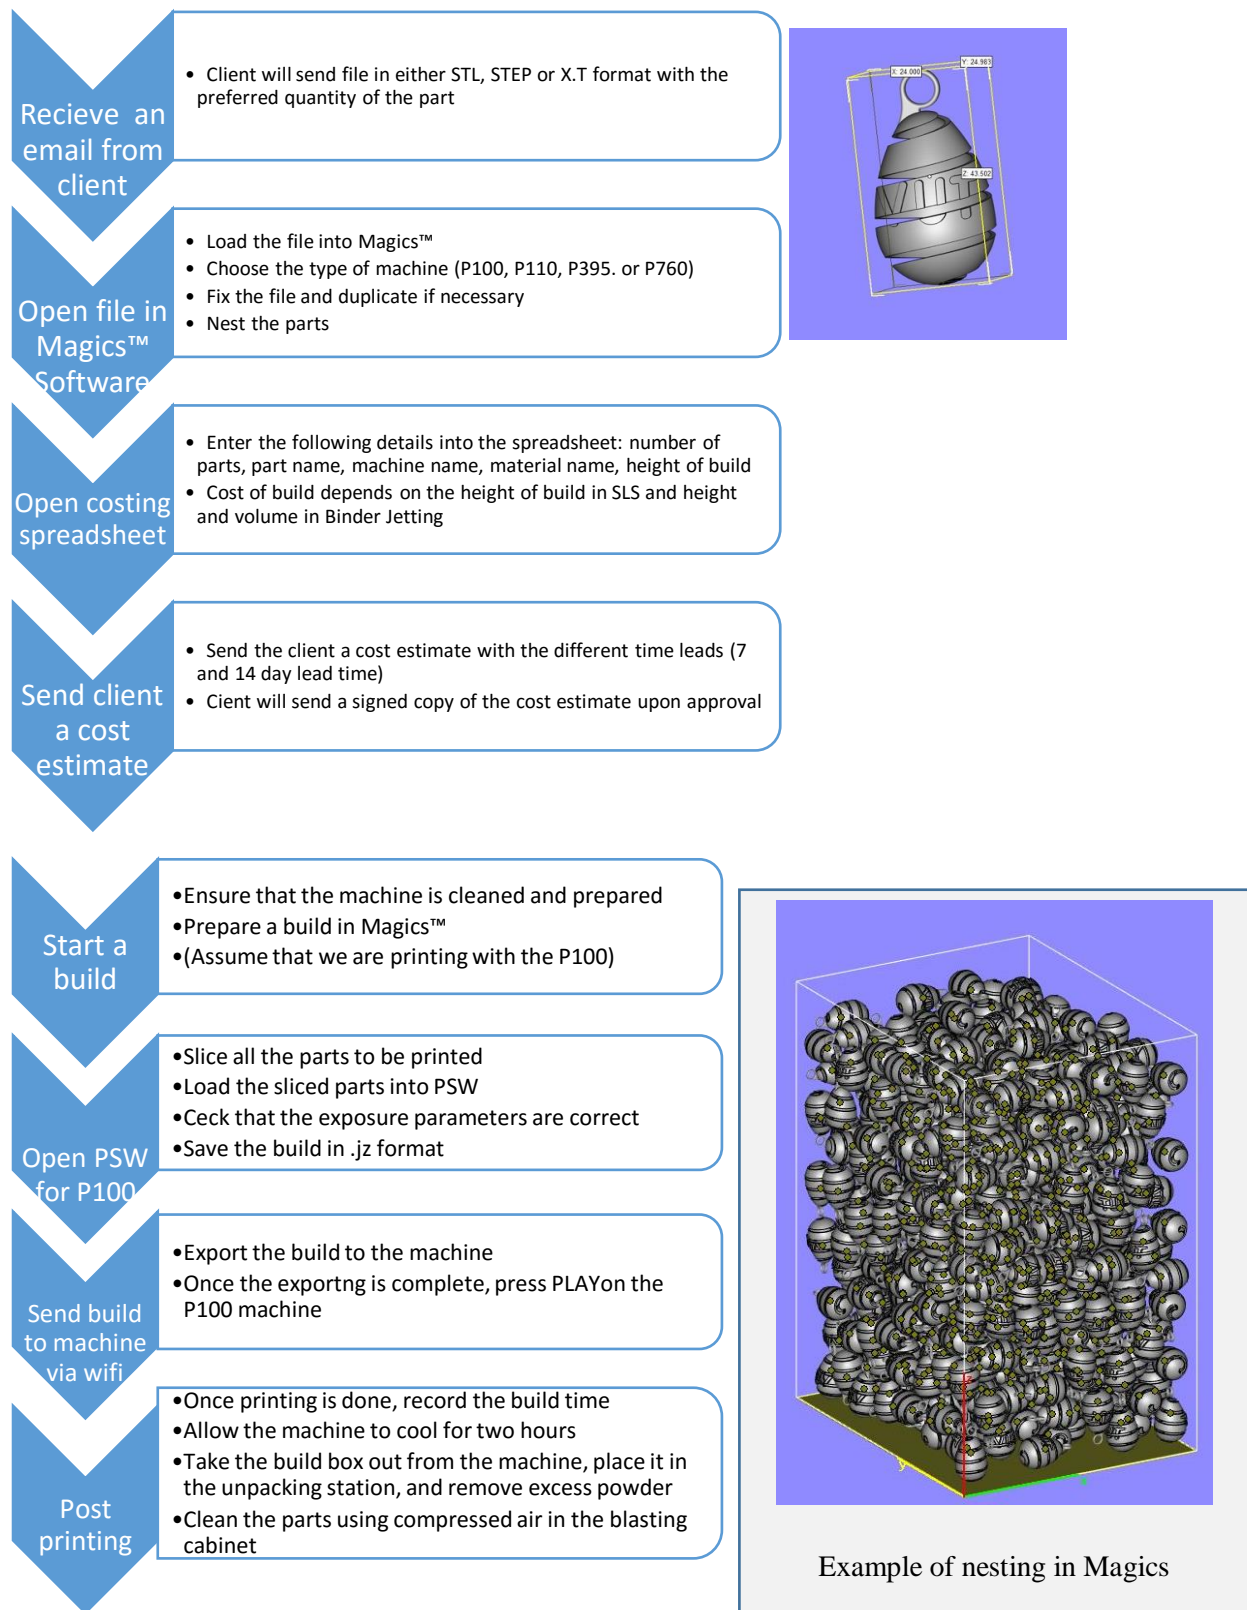 Recieve an
email from
client
• Client will send file in either STL, STEP or X.T format with the
preferred quantity of the part
X: 24.000
Y: 24.983
Z: 43.502
VUT
Open file in
Magics™
Software
• Load the file into Magics™
• Choose the type of machine (P100, P110, P395. or P760)
• Fix the file and duplicate if necessary
• Nest the parts
Open costing
spreadsheet
• Enter the following details into the spreadsheet: number of
parts, part name, machine name, material name, height of build
• Cost of build depends on the height of build in SLS and height
and volume in Binder Jetting
Send client
a cost
estimate
• Send the client a cost estimate with the different time leads (7
and 14 day lead time)
• Cient will send a signed copy of the cost estimate upon approval
Start a
build
•Ensure that the machine is cleaned and prepared
•Prepare a build in Magics™
•(Assume that we are printing with the P100)
Open PSW
for P100
•Slice all the parts to be printed
•Load the sliced parts into PSW
•Ceck that the exposure parameters are correct
•Save the build in .jz format
Send build
to machine
via wifi
•Export the build to the machine
•Once the exportng is complete, press PLAYon the
P100 machine
Post
printing
•Once printing is done, record the build time
•Allow the machine to cool for two hours
•Take the build box out from the machine, place it in
the unpacking station, and remove excess powder
•Clean the parts using compressed air in the blasting
cabinet
Example of nesting in Magics